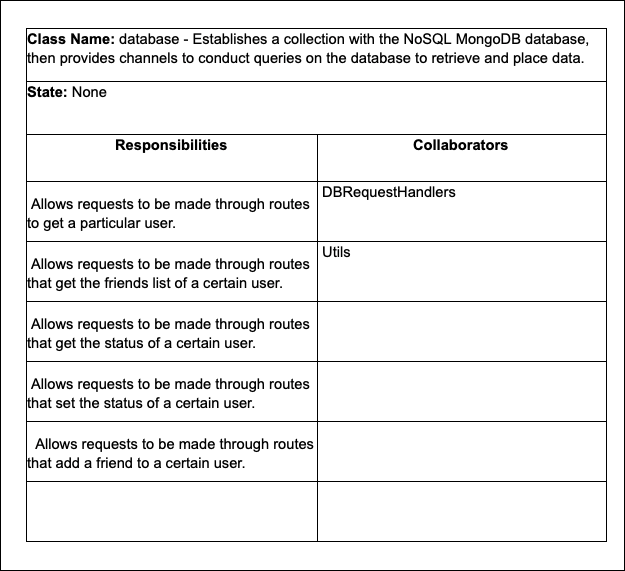 Class Name: database - Establishes a collection with the NoSQL MongoDB database,
then provides channels to conduct queries on the database to retrieve and place data.
State: None
Responsibilities
Collaborators
Allows requests to be made through routes
to get a particular user.
DBRequestHandlers
Allows requests to be made through routes
that get the friends list of a certain user.
Utils
Allows requests to be made through routes
that get the status of a certain user.
Allows requests to be made through routes
that set the status of a certain user.
Allows requests to be made through routes
that add a friend to a certain user.